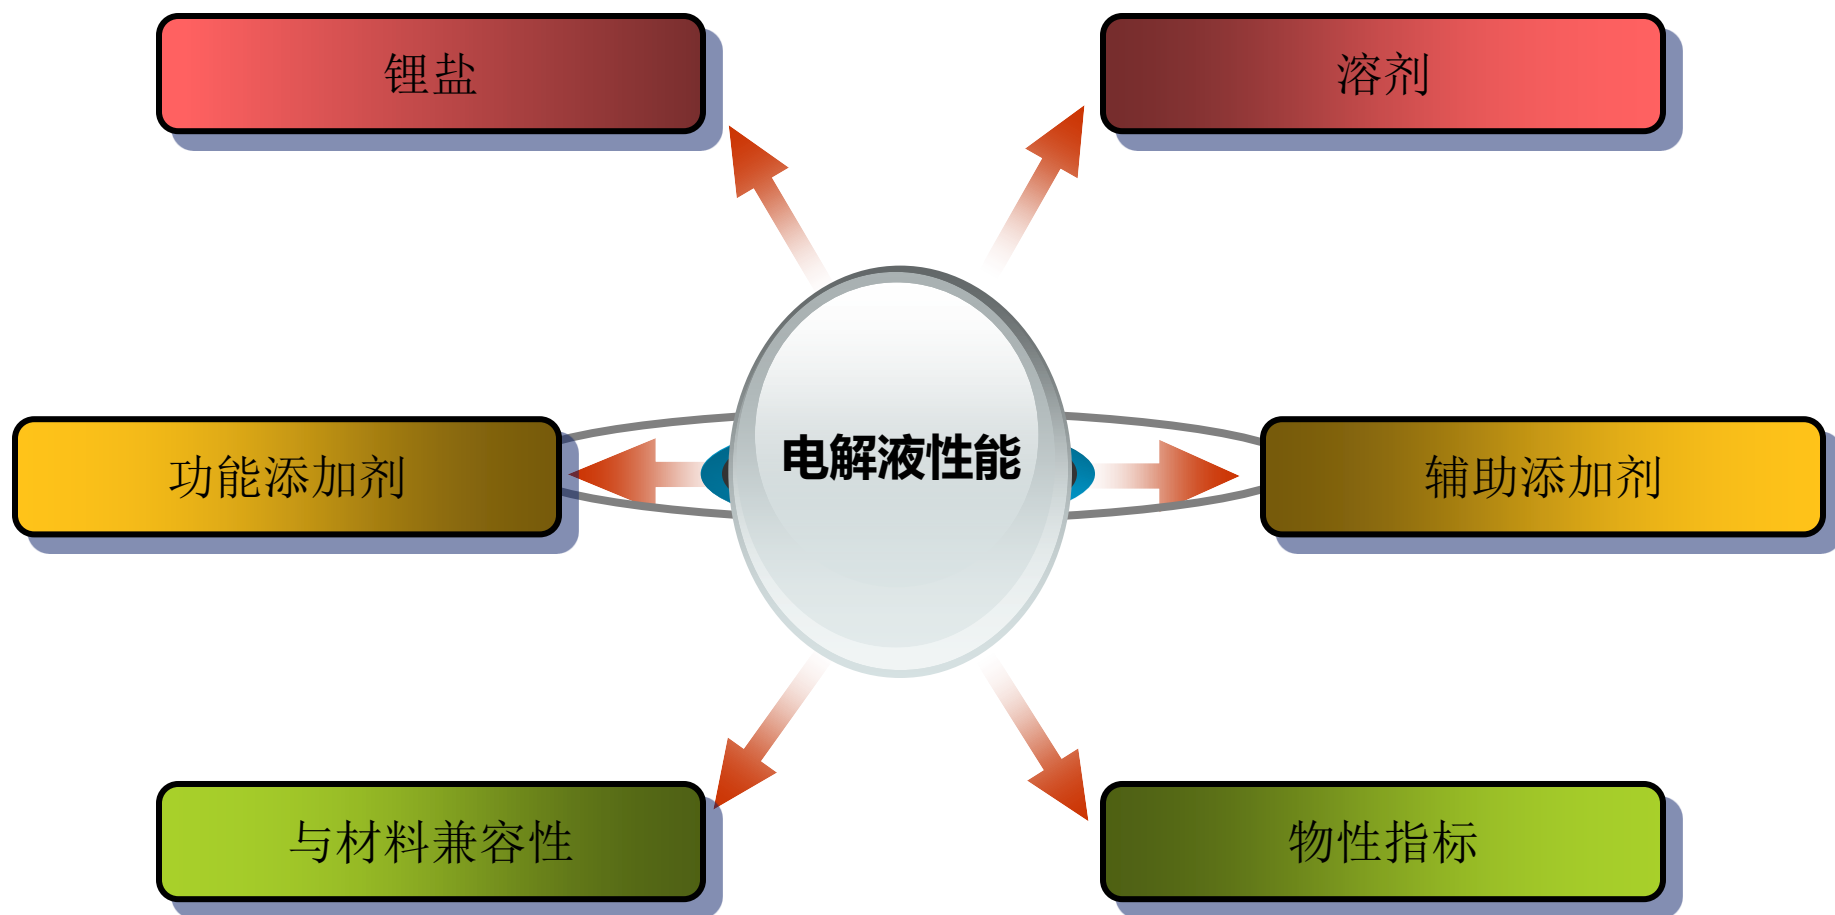 锂盐
溶剂
电解液性能
功能添加剂
辅助添加剂
与材料兼容性
物性指标